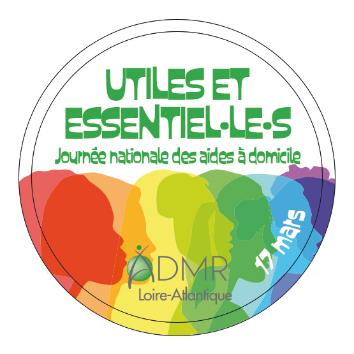 UTILES ET
ESSENTIEL•LE•S
Journée nationale des aides à domicile
17 mars
ADMR
Loire-Atlantique